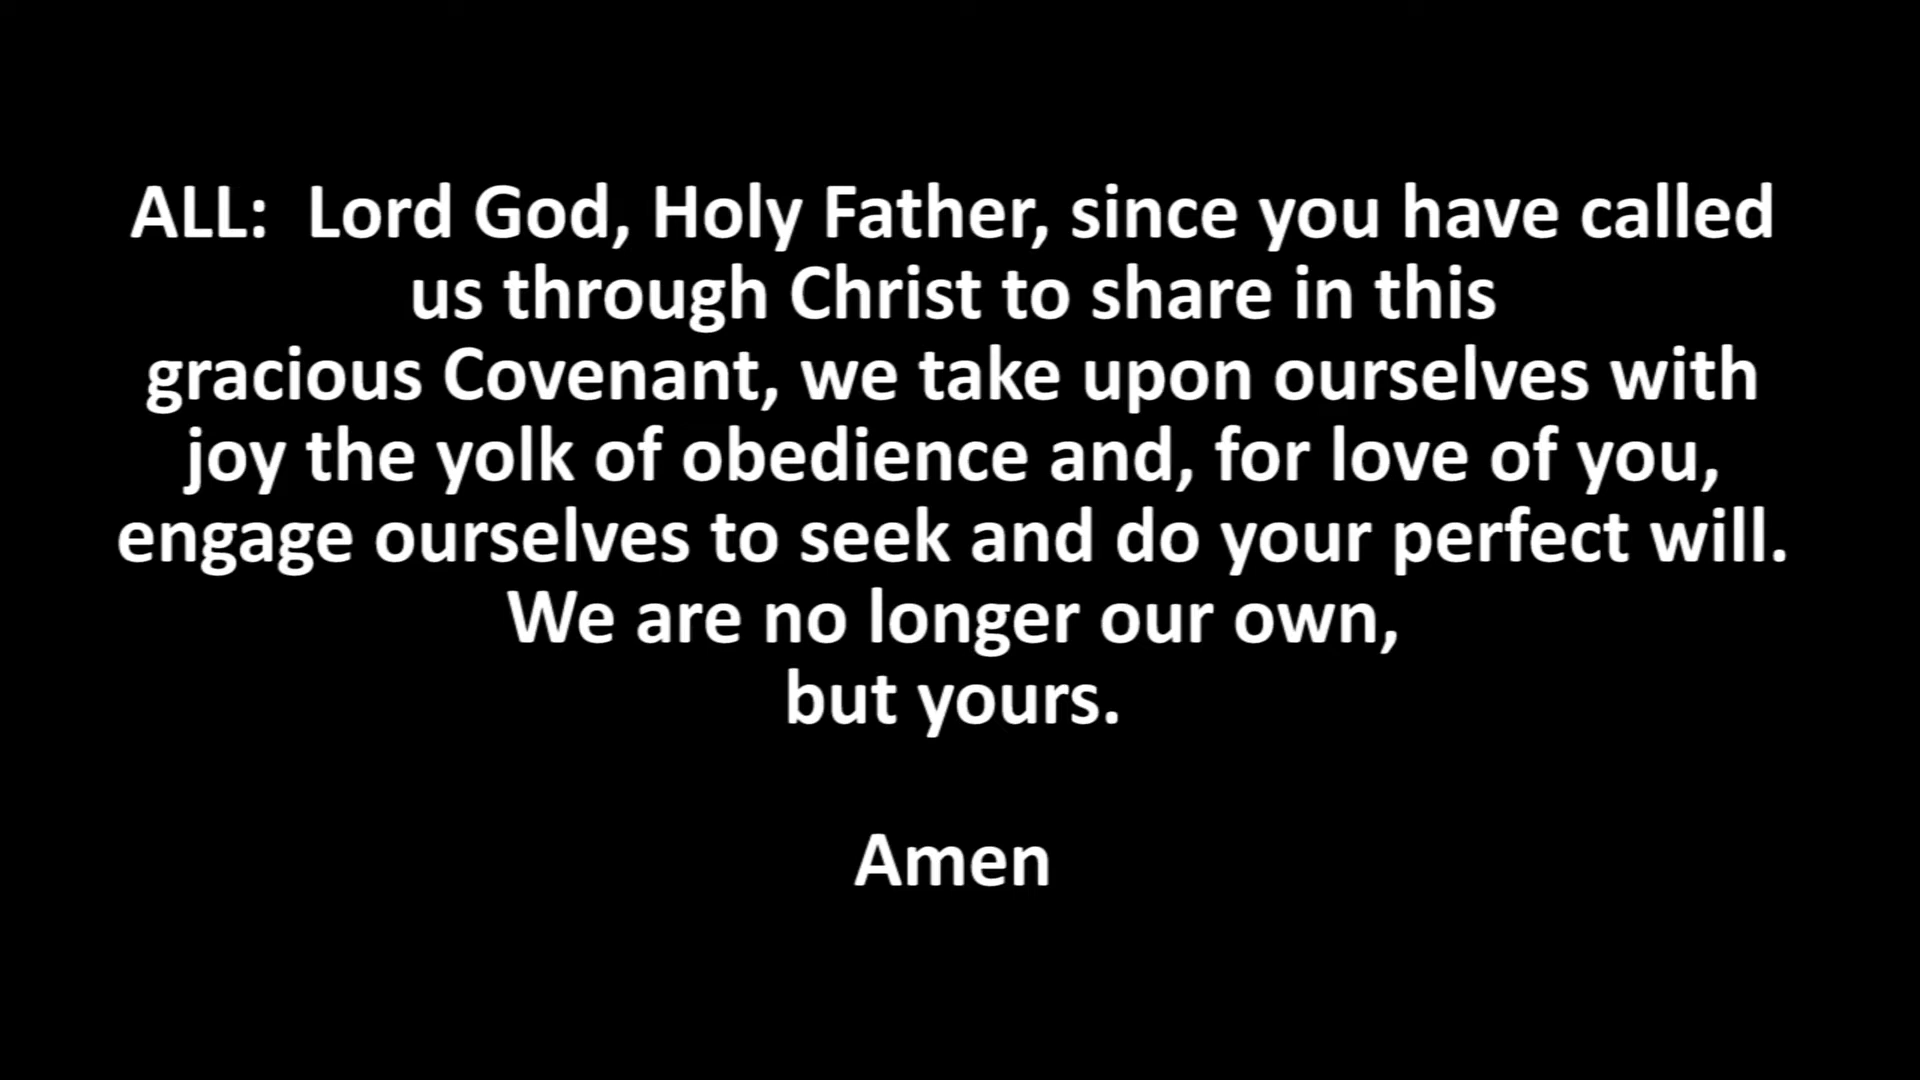 ALL:  Lord God, Holy Father, since you have called
us through Christ to share in this
gracious Covenant, we take upon ourselves with
joy the yolk of obedience and, for love of you,
engage ourselves to seek and do your perfect will.
We are no longer our own,
but yours.
Amen